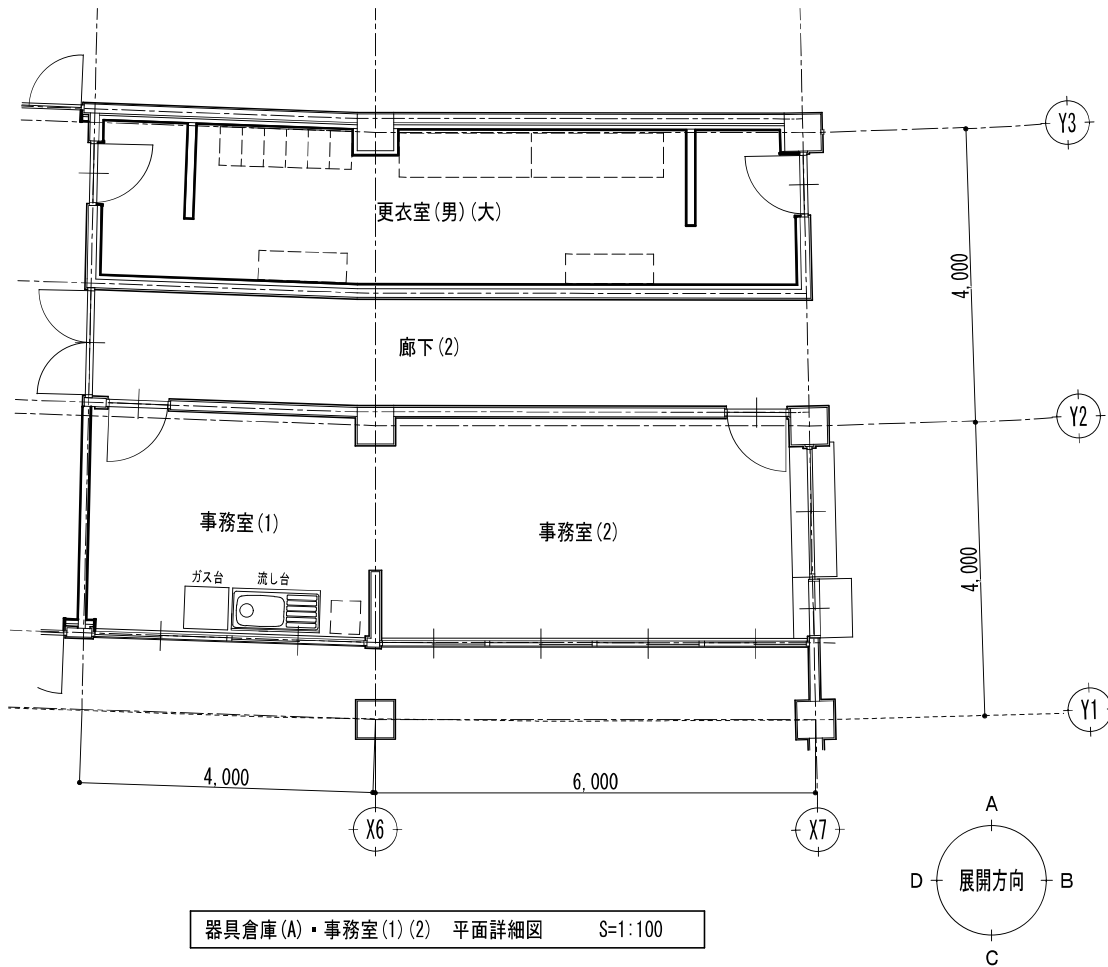 Y3
更衣室(男)(大)
4,000
廊下(2)
Y2
事務室(1)
事務室(2)
ガス台
流し台
4,000
Y1
4,000
6,000
X6
X7
A
D
展開方向
B
C
器具倉庫(A)・事務室(1)(2) 平面詳細図 S=1:100